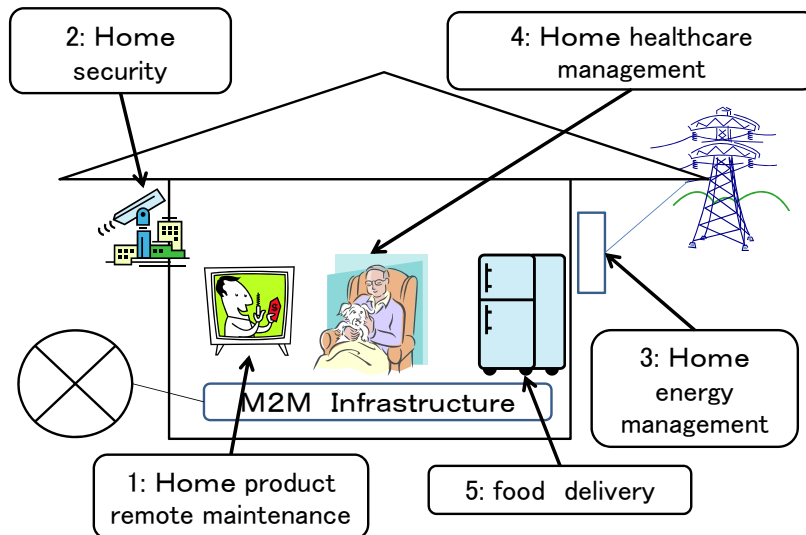 2: Home
security
4: Home healthcare
management
M2M Infrastructure
3: Home
energy
management
1: Home product
remote maintenance
5: food delivery